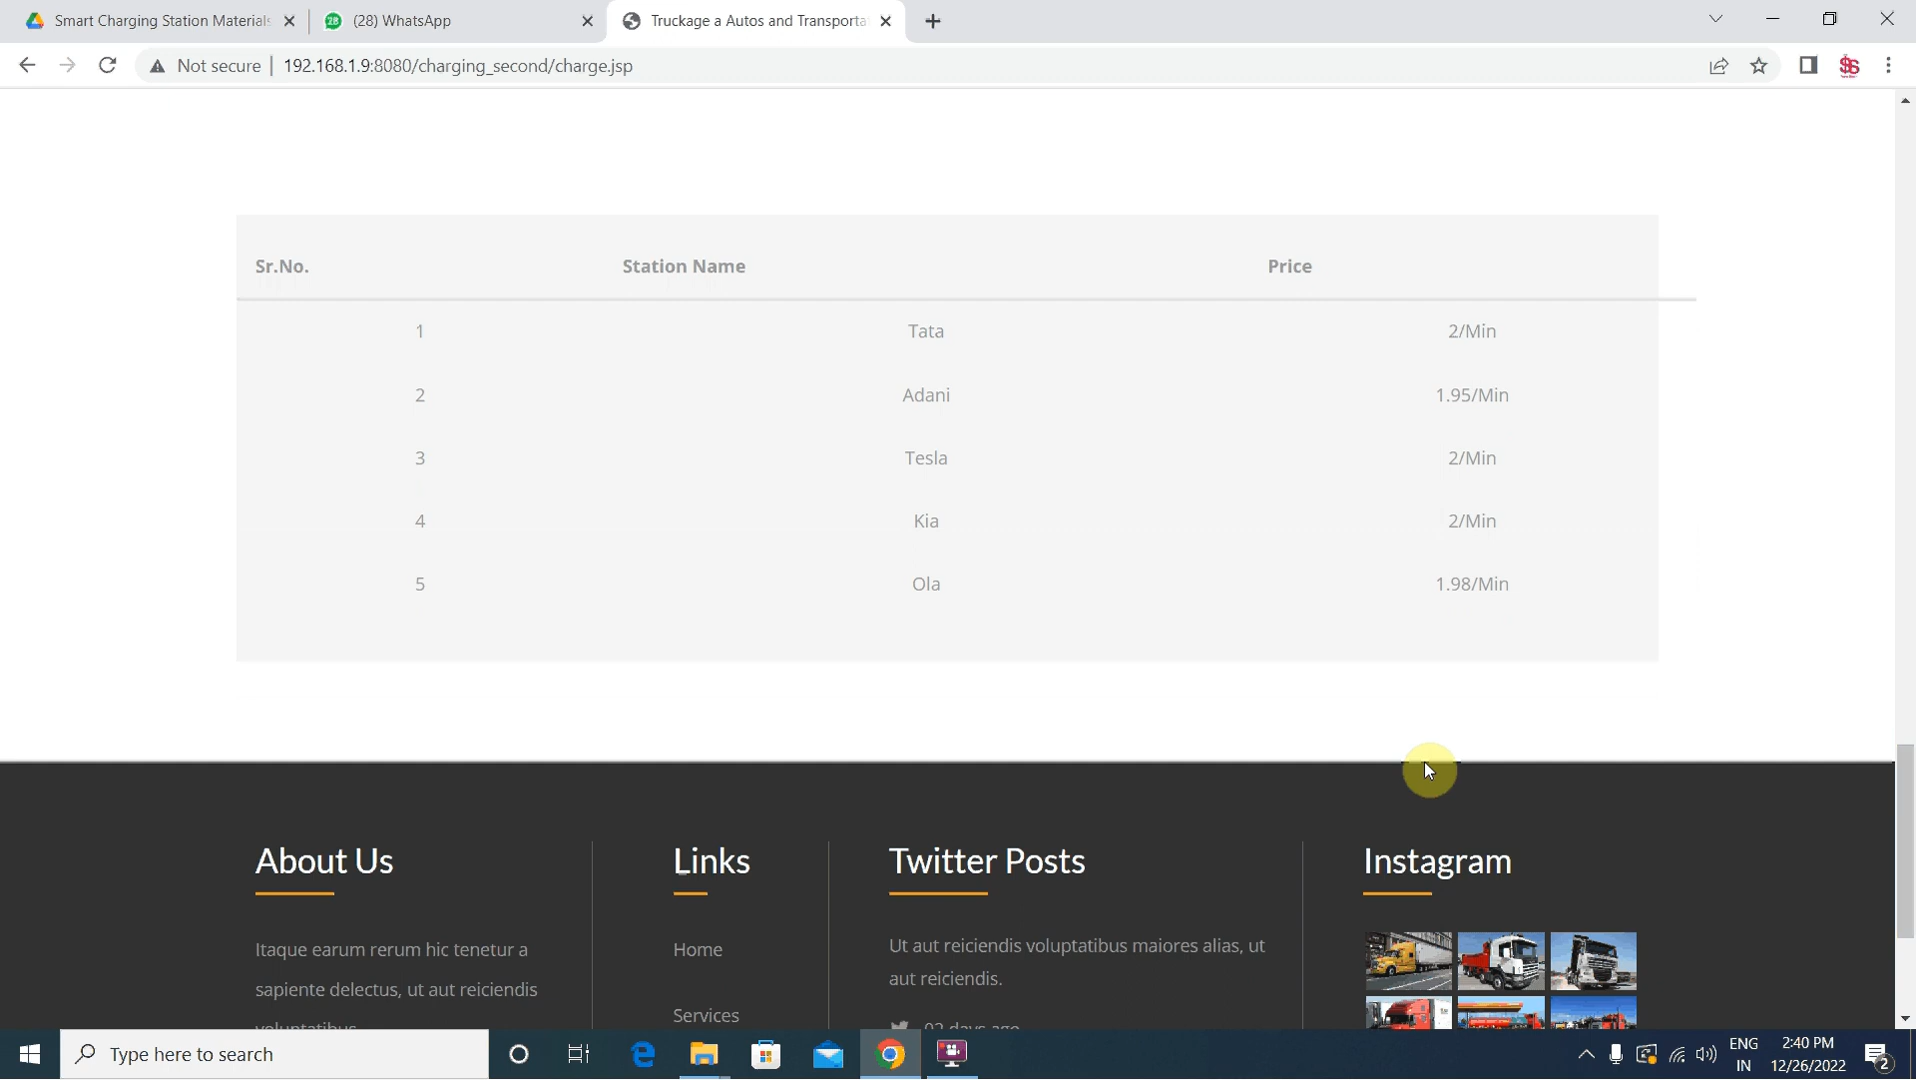 Smart Charging Station Materials
(28) WhatsApp
Truckage a Autos and Transporta
Not secure
192.168.1.9:8080/charging_second/charge.jsp
Sr.No. Station Name Price
1 Tata 2/Min
2 Adani 1.95/Min
3 Tesla 2/Min
4 Kia 2/Min
5 Ola 1.98/Min
About Us Links Twitter Posts Instagram
Itaque earum rerum hic tenetur a
sapiente delectus, ut aut reiciendis
voluptatibus
Home
Services
Ut aut reiciendis voluptatibus maiores alias, ut
aut reiciendis.
02 days ago
Type here to search
ENG
IN
2:40 PM
12/26/2022
2